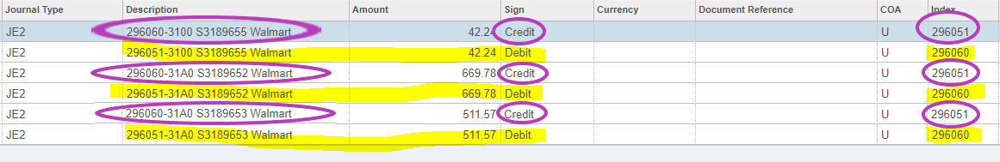 Journal Type Description Amount Sign Currency Document Reference COA Index
JE2 296060-3100 S3189655 Walmart 42.24 Credit U 296051
JE2 296051-3100 S3189655 Walmart 42.24 Debit U 296060
JE2 296060-31A0 S3189652 Walmart 669.78 Credit U 296051
JE2 296051-31A0 S3189652 Walmart 669.78 Debit U 296060
JE2 296060-31A0 S3189653 Walmart 511.57 Credit U 296051
JE2 296051-31A0 S3189653 Walmart 511.57 Debit U 296060